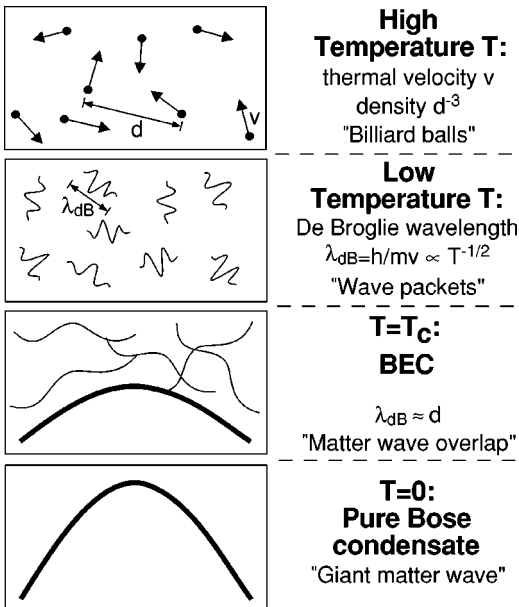 High
Temperature T:
thermal velocity v
density d⁻³
"Billiard balls"
v
d
Low
Temperature T:
De Broglie wavelength
λdB=h/mv ∝ T⁻¹/²
"Wave packets"
λdB
T=Tc:
BEC
λdB ≈ d
"Matter wave overlap"
T=0:
Pure Bose
condensate
"Giant matter wave"